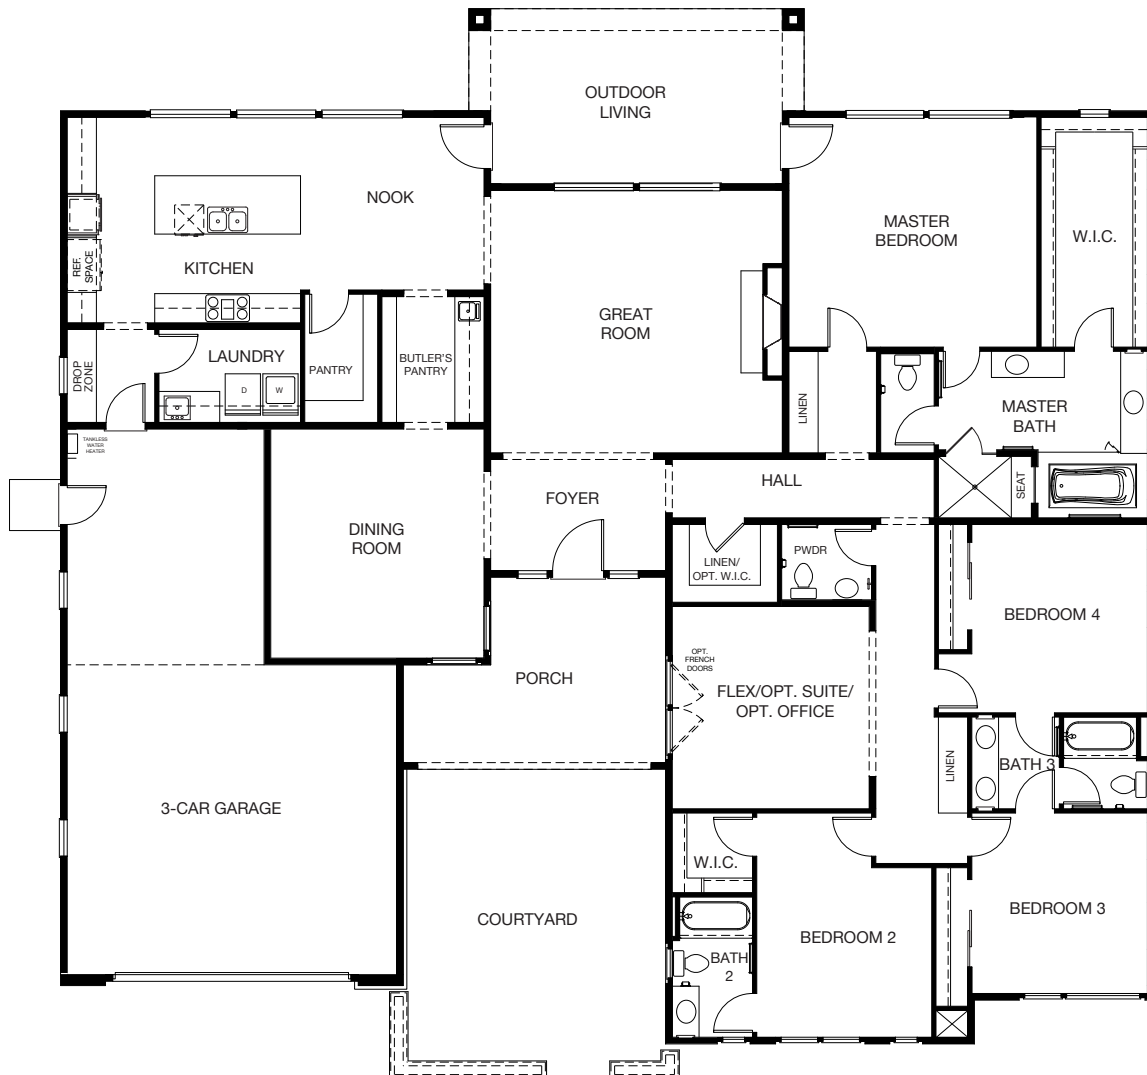 OUTDOOR
LIVING
NOOK
MASTER
BEDROOM
W.I.C.
REF.
SPACE
KITCHEN
GREAT
ROOM
DROP
ZONE
LAUNDRY
D
W
PANTRY
BUTLER'S
PANTRY
LINEN
MASTER
BATH
TANKLESS
WATER
HEATER
SEAT
HALL
FOYER
DINING
ROOM
LINEN/
OPT. W.I.C.
PWDR
BEDROOM 4
OPT.
FRENCH
DOORS
PORCH
FLEX/OPT. SUITE/
OPT. OFFICE
LINEN
BATH 3
3-CAR GARAGE
W.I.C.
COURTYARD
BEDROOM 2
BEDROOM 3
BATH
2